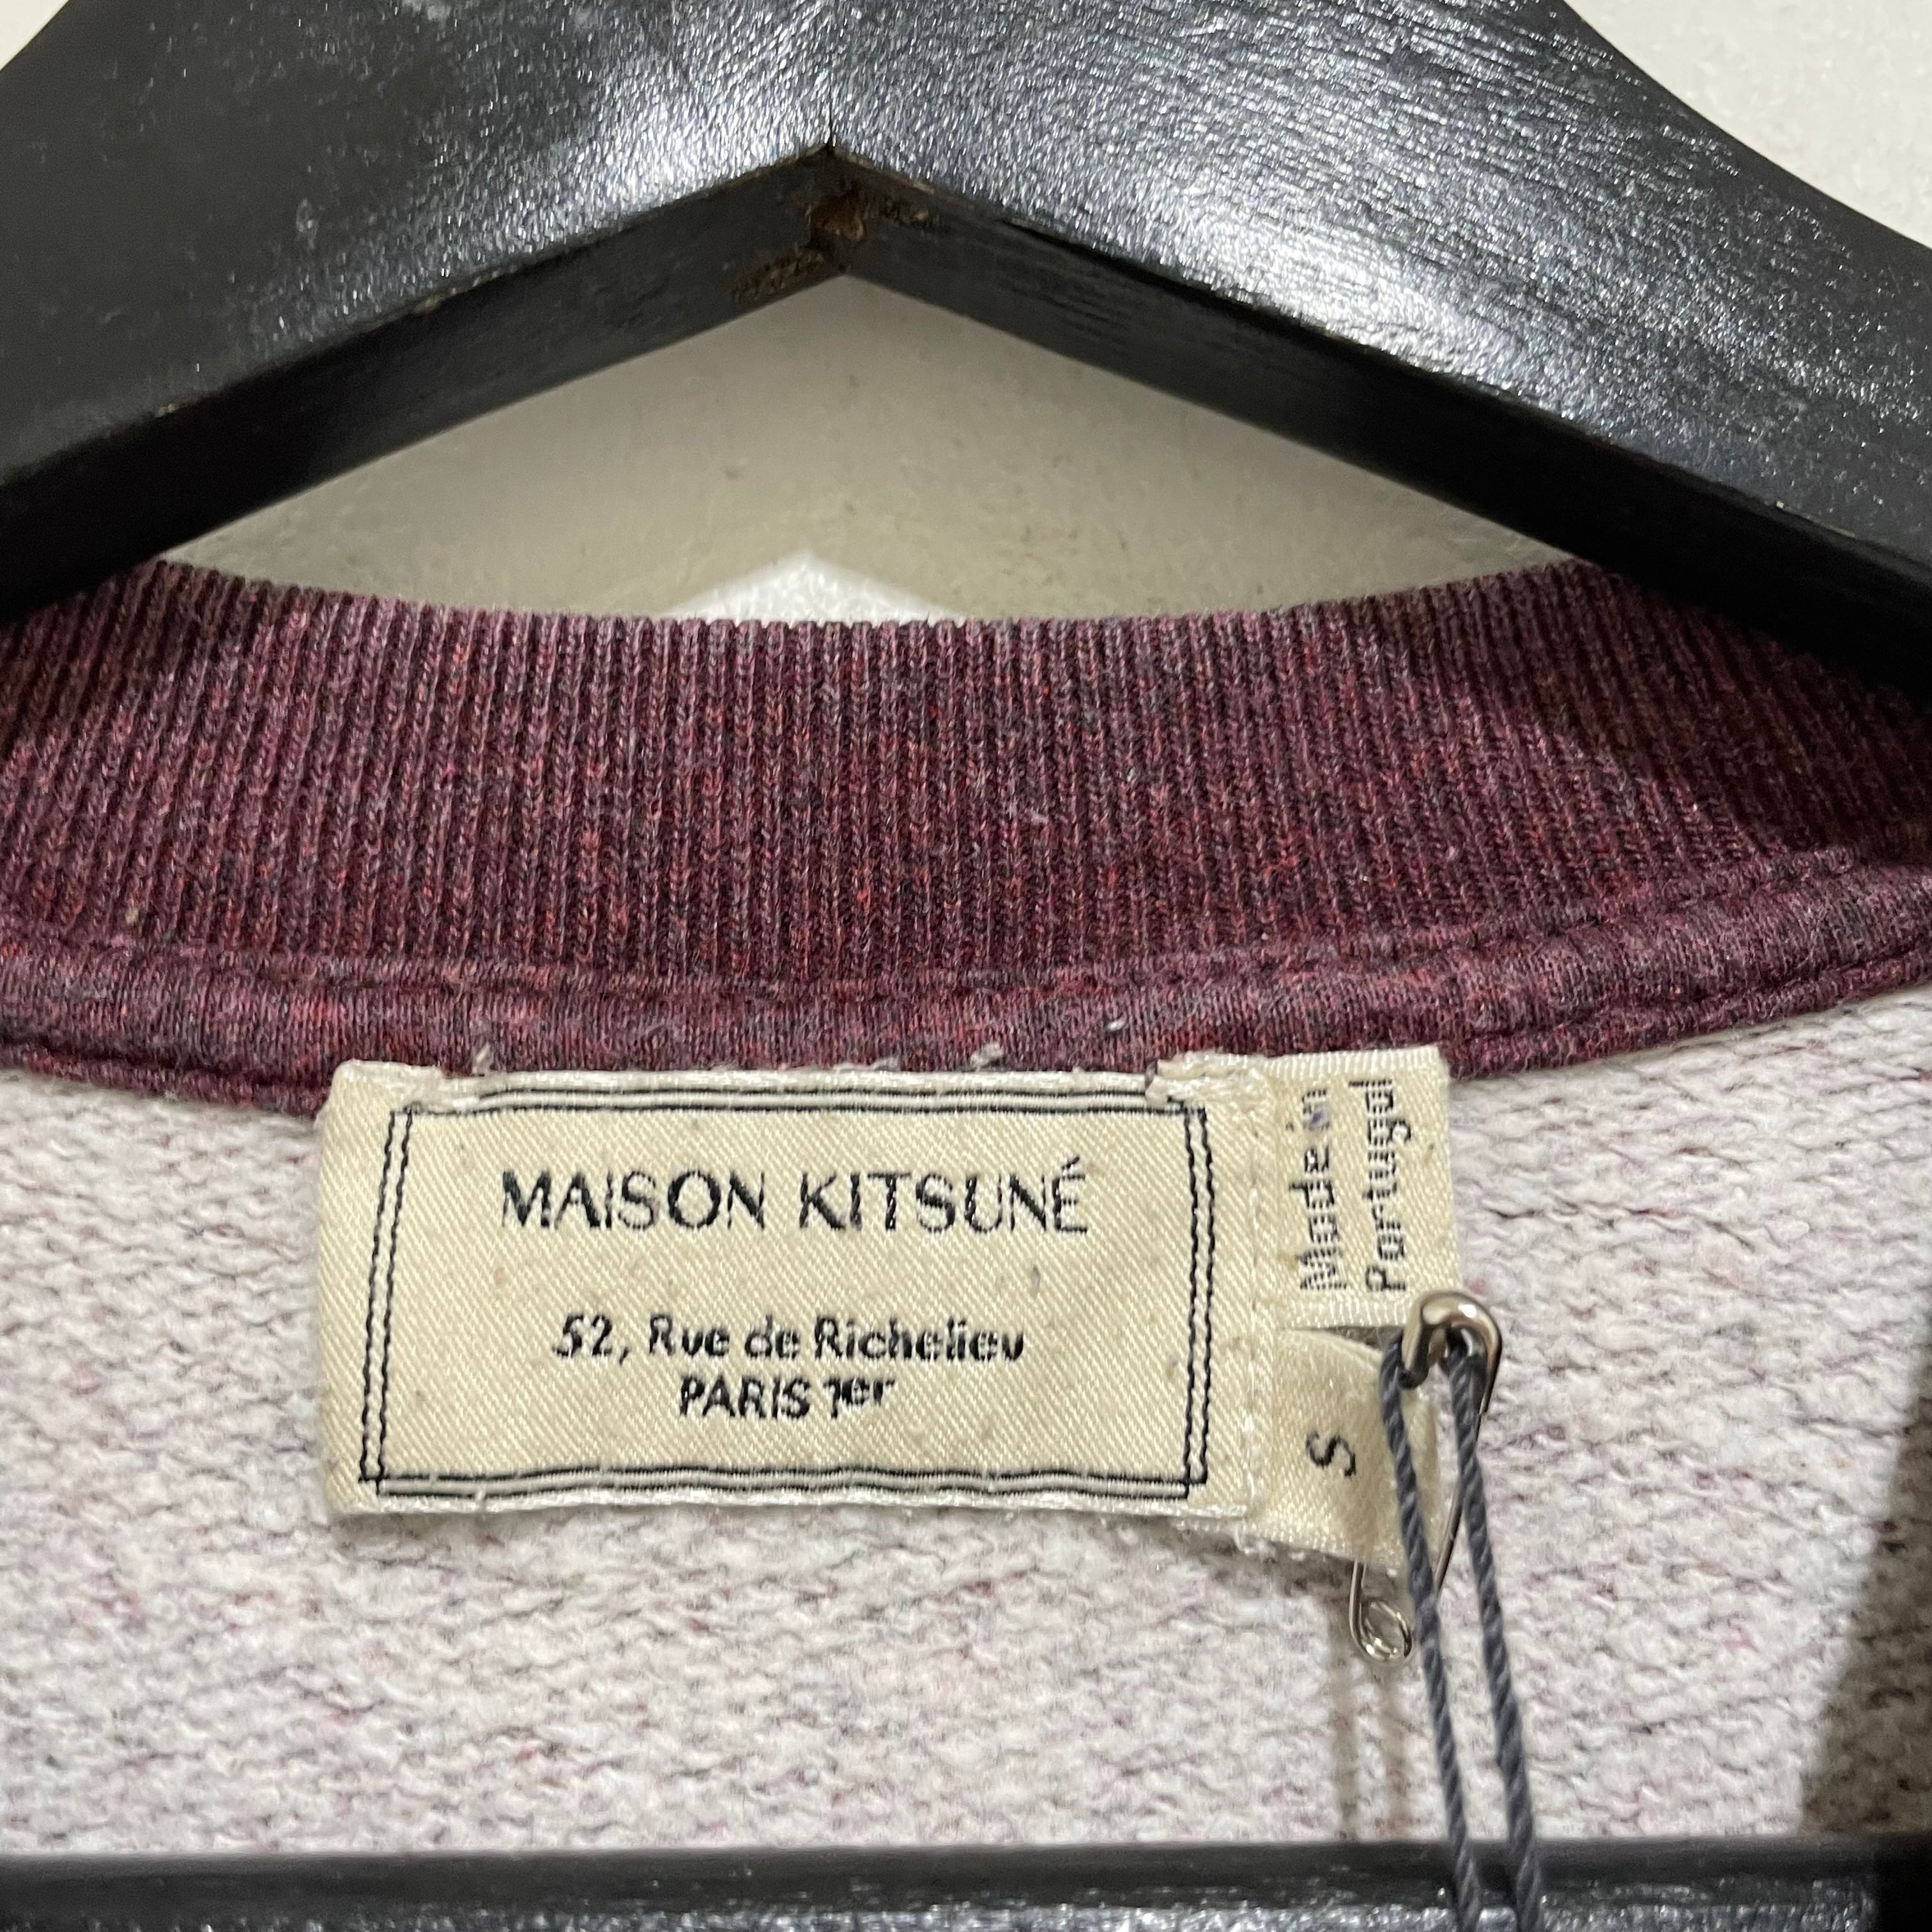 MAISON KITSUNÉ
52, Rue de Richelieu
PARIS 1er
Made in
Portugal
S